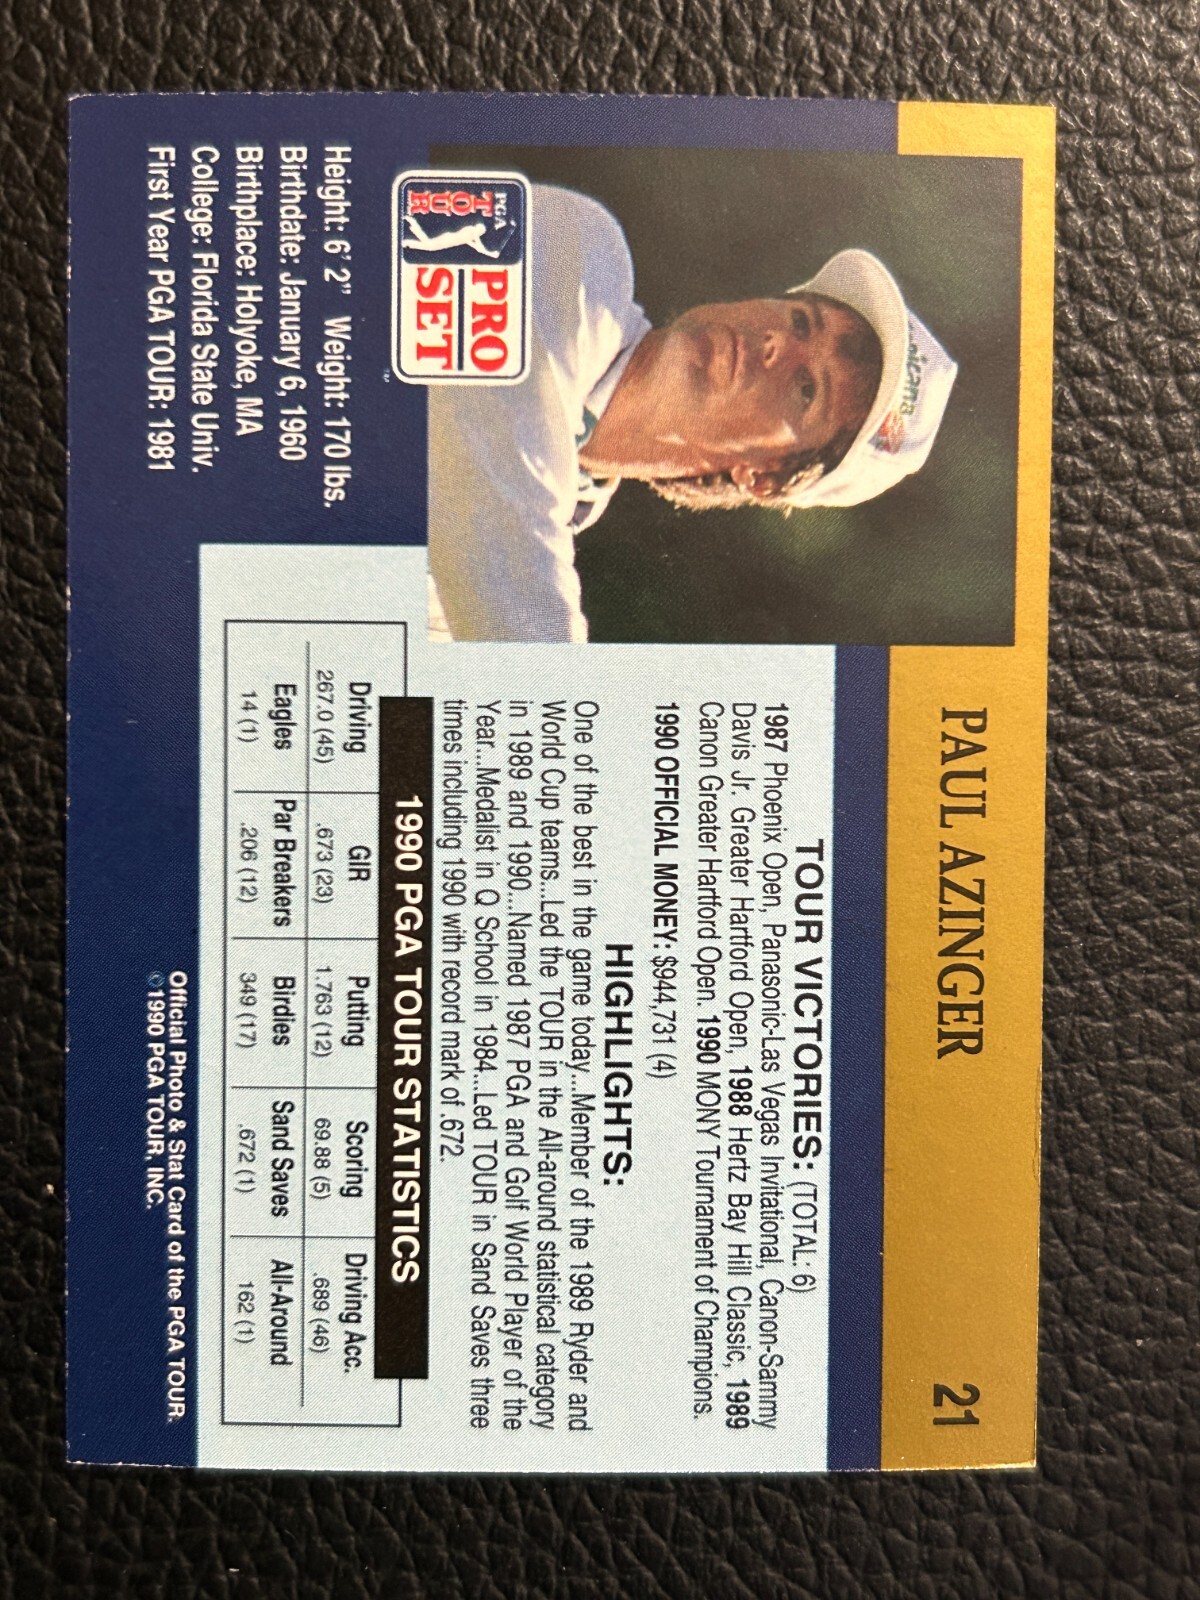 PAUL AZINGER 21
TOUR VICTORIES: (TOTAL: 6)
1987 Phoenix Open, Panasonic-Las Vegas Invitational, Canon-Sammy
Davis Jr. Greater Hartford Open, 1988 Hertz Bay Hill Classic, 1989
Canon Greater Hartford Open. 1990 MONY Tournament of Champions.
1990 OFFICIAL MONEY: $944,731 (4)
HIGHLIGHTS:
One of the best in the game today...Member of the 1989 Ryder and
World Cup teams...Led the TOUR in the All-around statistical category
in 1989 and 1990...Named 1987 PGA and Golf World Player of the
Year...Medalist in Q School in 1984...Led TOUR in Sand Saves three
times including 1990 with record mark of .672.
PGA
TOUR
PRO
SET
Height: 6' 2" Weight: 170 lbs.
Birthdate: January 6, 1960
Birthplace: Holyoke, MA
College: Florida State Univ.
First Year PGA TOUR: 1981
1990 PGA TOUR STATISTICS
Driving GIR Putting Scoring Driving Acc.
267.0 (45) .673 (23) 1.763 (12) 69.88 (5) .689 (46)
Eagles Par Breakers Birdies Sand Saves All-Around
14 (1) .206 (12) 349 (17) .672 (1) 162 (1)
Official Photo & Stat Card of the PGA TOUR.
©1990 PGA TOUR, INC.